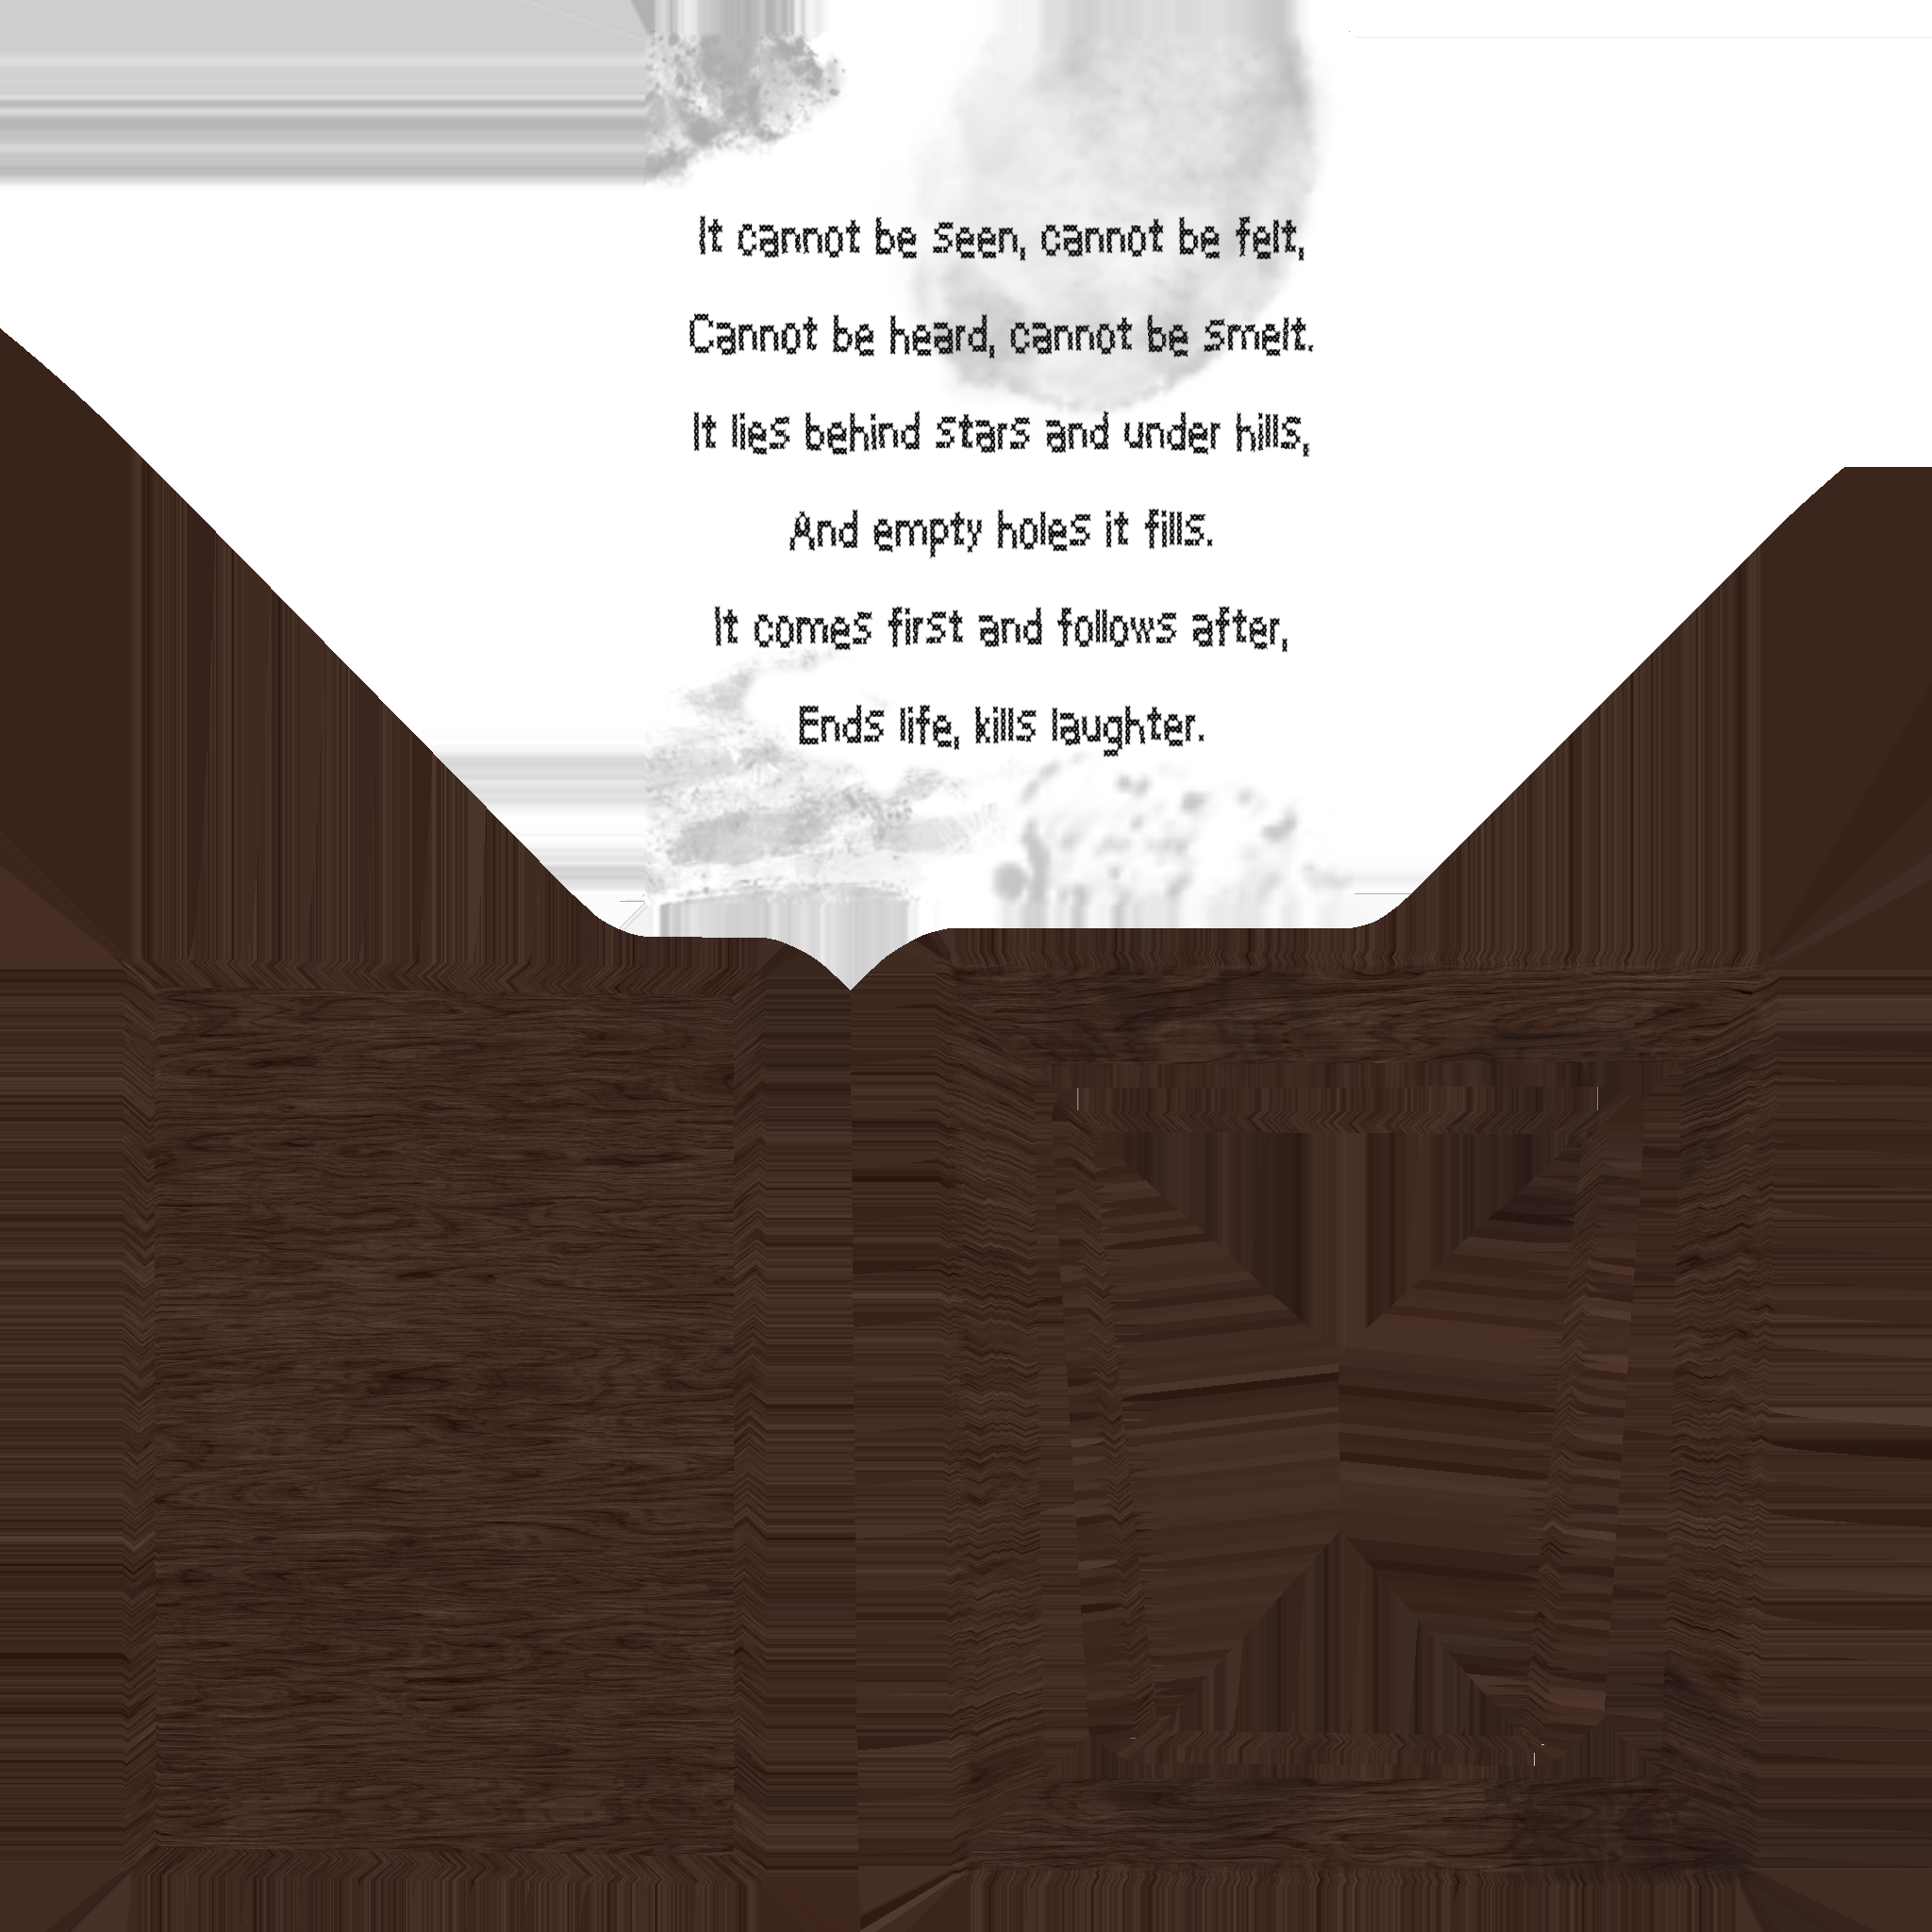 It cannot be seen, cannot be felt,
Cannot be heard, cannot be smelt.
It lies behind stars and under hills,
And empty holes it fills.
It comes first and follows after,
Ends life, kills laughter.